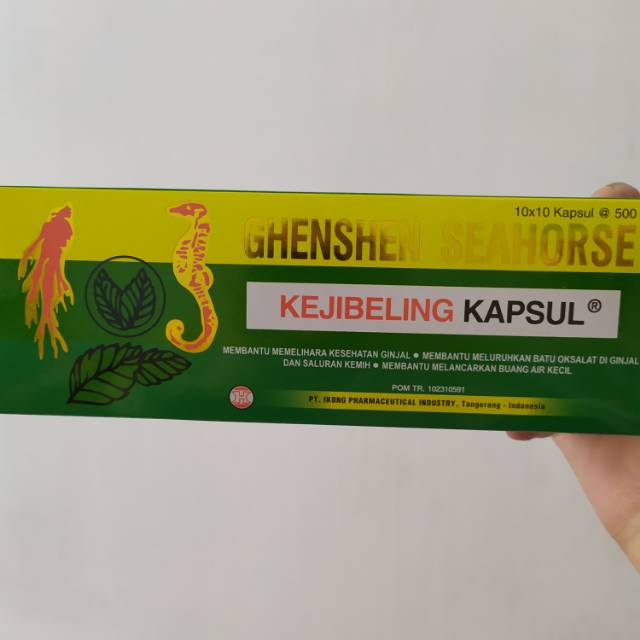 10x10 Kapsul @ 500
GHENSHEN SEAHORSE
KEJIBELING KAPSUL®
MEMBANTU MEMELIHARA KESEHATAN GINJAL • MEMBANTU MELURUHKAN BATU OKSALAT DI GINJAL
DAN SALURAN KEMIH • MEMBANTU MELANCARKAN BUANG AIR KECIL
POM TR. 102310591
PT. IKONG PHARMACEUTICAL INDUSTRY. Tangerang - Indonesia